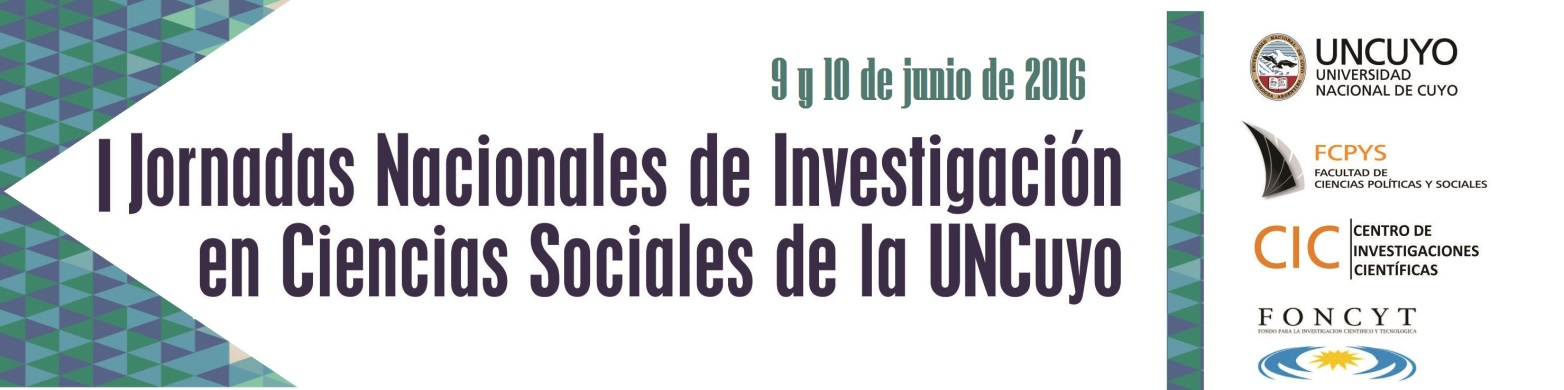 9 y 10 de junio de 2016
I Jornadas Nacionales de Investigación
en Ciencias Sociales de la UNCuyo
UNCUYO
UNIVERSIDAD
NACIONAL DE CUYO
FCPYS
FACULTAD DE
CIENCIAS POLÍTICAS Y SOCIALES
CIC
CENTRO DE
INVESTIGACIONES
CIENTÍFICAS
FONCYT
FONDO PARA LA INVESTIGACION CIENTIFICO Y TECNOLOGICA